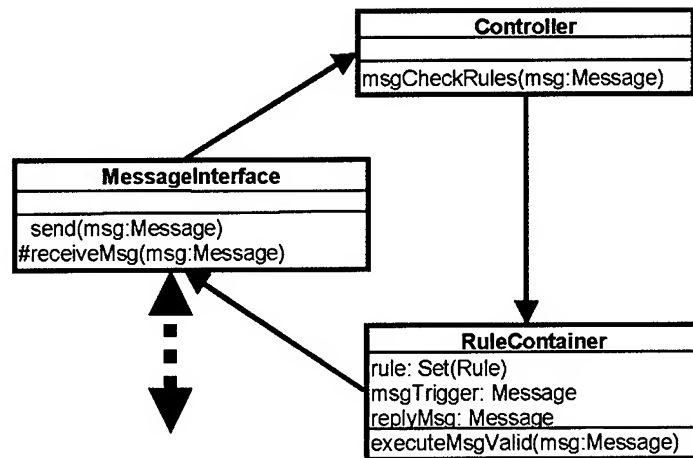 Controller
msgCheckRules(msg:Message)
MessageInterface
send(msg:Message)
#receiveMsg(msg:Message)
RuleContainer
rule: Set(Rule)
msgTrigger: Message
replyMsg: Message
executeMsgValid(msg:Message)